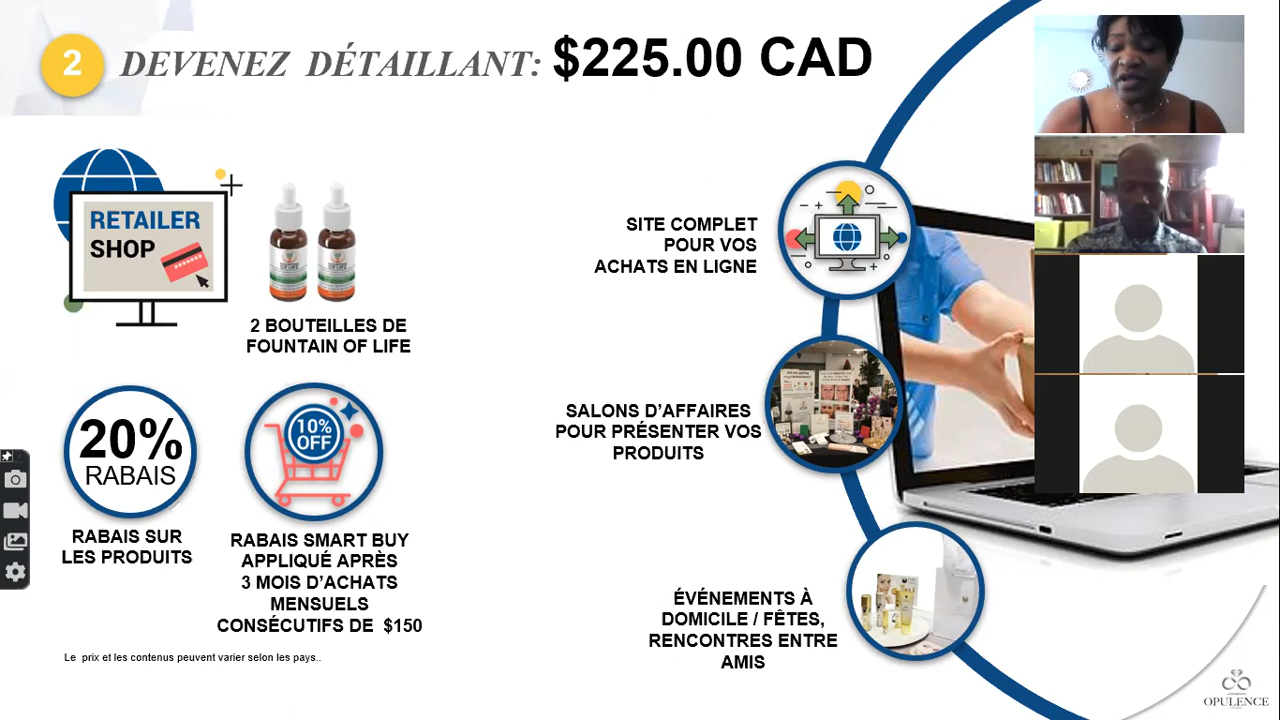 2
DEVENEZ DÉTAILLANT: $225.00 CAD
RETAILER
SHOP
2 BOUTEILLES DE
FOUNTAIN OF LIFE
20%
RABAIS
RABAIS SUR
LES PRODUITS
10%
OFF
RABAIS SMART BUY
APPLIQUÉ APRÈS
3 MOIS D’ACHATS
MENSUELS
CONSÉCUTIFS DE $150
Le prix et les contenus peuvent varier selon les pays..
SITE COMPLET
POUR VOS
ACHATS EN LIGNE
SALONS D’AFFAIRES
POUR PRÉSENTER VOS
PRODUITS
ÉVÉNEMENTS À
DOMICILE / FÊTES,
RENCONTRES ENTRE
AMIS
OPULENCE